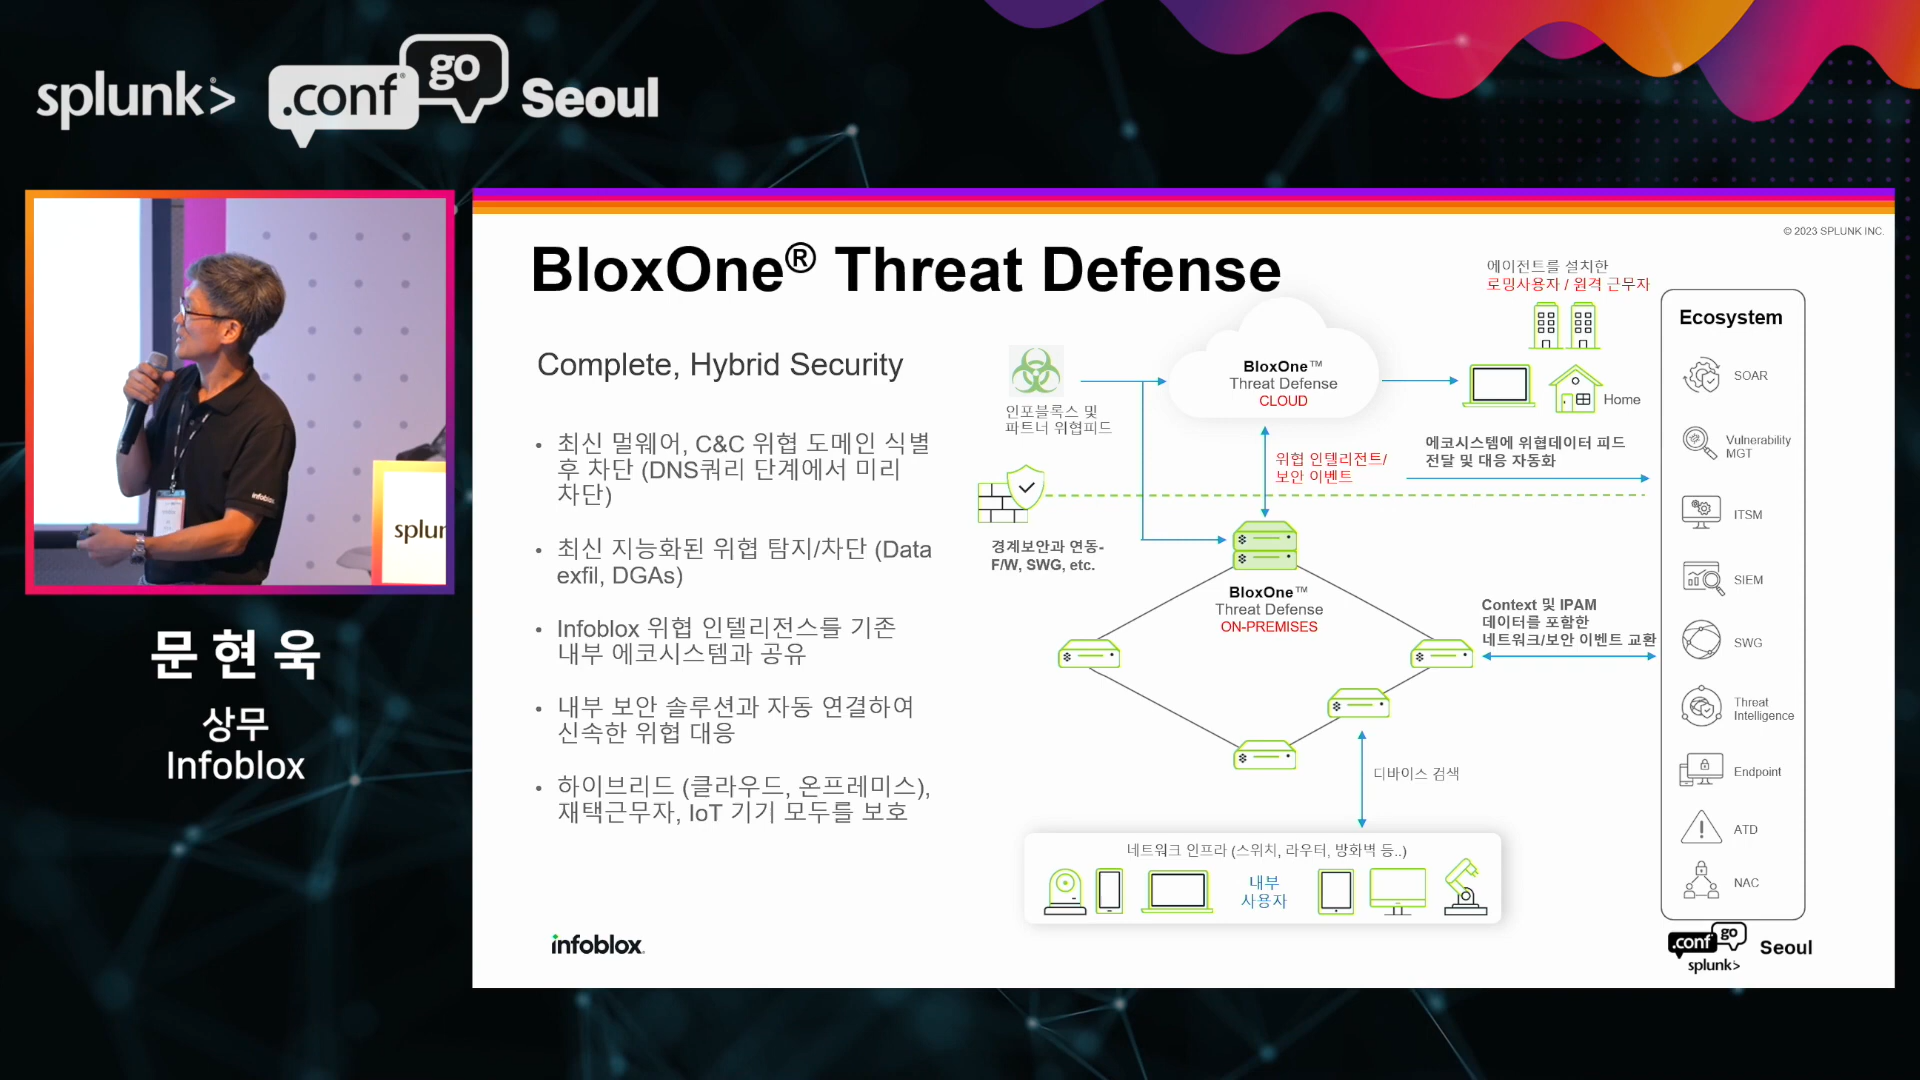 splunk> .conf go Seoul
문현욱
상무
Infoblox
infoblox
splun
© 2023 SPLUNK INC.
BloxOne® Threat Defense
Complete, Hybrid Security
• 최신 멀웨어, C&C 위협 도메인 식별
후 차단 (DNS쿼리 단계에서 미리
차단)
• 최신 지능화된 위협 탐지/차단 (Data
exfil, DGAs)
• Infoblox 위협 인텔리전스를 기존
내부 에코시스템과 공유
• 내부 보안 솔루션과 자동 연결하여
신속한 위협 대응
• 하이브리드 (클라우드, 온프레미스),
재택근무자, IoT 기기 모두를 보호
인포블록스 및
파트너 위협피드
BloxOne™
Threat Defense
CLOUD
에이전트를 설치한
로밍사용자 / 원격 근무자
Home
위협 인텔리전트/
보안 이벤트
에코시스템에 위협데이터 피드
전달 및 대응 자동화
경계보안과 연동-
F/W, SWG, etc.
BloxOne™
Threat Defense
ON-PREMISES
Context 및 IPAM
데이터를 포함한
네트워크/보안 이벤트 교환
디바이스 검색
네트워크 인프라 (스위치, 라우터, 방화벽 등..)
내부
사용자
Ecosystem
SOAR
Vulnerability
MGT
ITSM
SIEM
SWG
Threat
Intelligence
Endpoint
ATD
NAC
infoblox.
.conf go
splunk>
Seoul